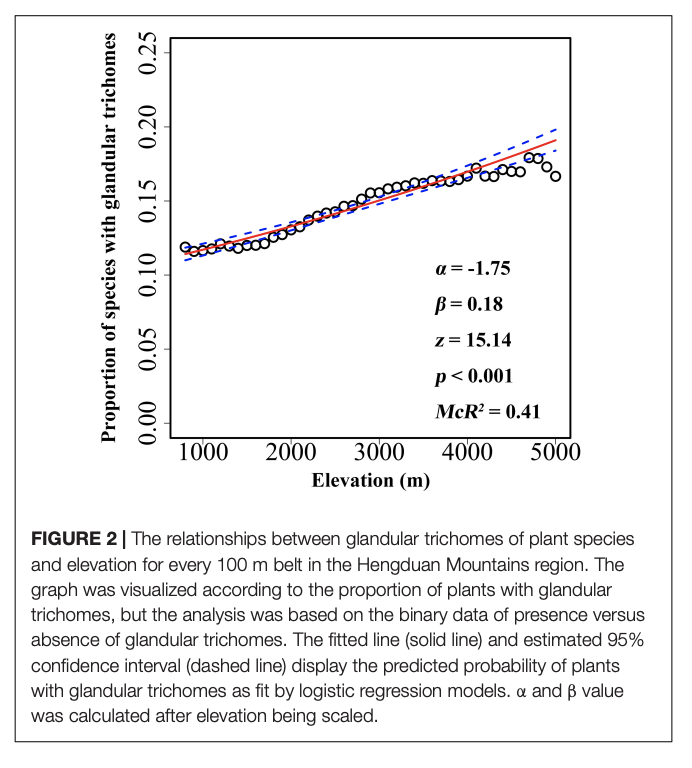 Proportion of species with glandular trichomes
0.25
0.20
0.15
0.10
0.05
0.00
α = -1.75
β = 0.18
z = 15.14
p < 0.001
McR² = 0.41
1000 2000 3000 4000 5000
Elevation (m)
FIGURE 2 | The relationships between glandular trichomes of plant species
and elevation for every 100 m belt in the Hengduan Mountains region. The
graph was visualized according to the proportion of plants with glandular
trichomes, but the analysis was based on the binary data of presence versus
absence of glandular trichomes. The fitted line (solid line) and estimated 95%
confidence interval (dashed line) display the predicted probability of plants
with glandular trichomes as fit by logistic regression models. α and β value
was calculated after elevation being scaled.